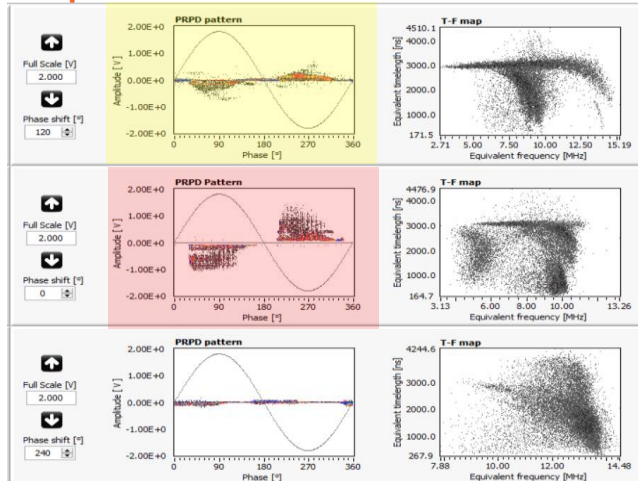 PRPD pattern
T-F map
Full Scale [V]
2.000
Phase shift [°]
120
Amplitude [V]
2.00E+0
1.00E+0
0.00E+0
-1.00E+0
-2.00E+0
0 90 180 270 360
Phase [°]
Equivalent timelength [ns]
4510.1
4000.0
3000.0
2000.0
1000.0
171.5
2.71 5.00 7.50 10.00 12.50 15.19
Equivalent frequency [MHz]
PRPD Pattern
T-F map
Full Scale [V]
2.000
Phase shift [°]
0
Amplitude [V]
2.00E+0
1.00E+0
0.00E+0
-1.00E+0
-2.00E+0
0 90 180 270 360
Phase [°]
Equivalent timelength [ns]
4476.9
4000.0
3000.0
2000.0
1000.0
164.7
3.13 6.00 8.00 10.00 13.26
Equivalent frequency [MHz]
PRPD pattern
T-F map
Full Scale [V]
2.000
Phase shift [°]
240
Amplitude [V]
2.00E+0
1.00E+0
0.00E+0
-1.00E+0
-2.00E+0
0 90 180 270 360
Phase [°]
Equivalent timelength [ns]
4244.6
3000.0
2000.0
1000.0
267.9
7.88 10.00 12.00 14.48
Equivalent frequency [MHz]